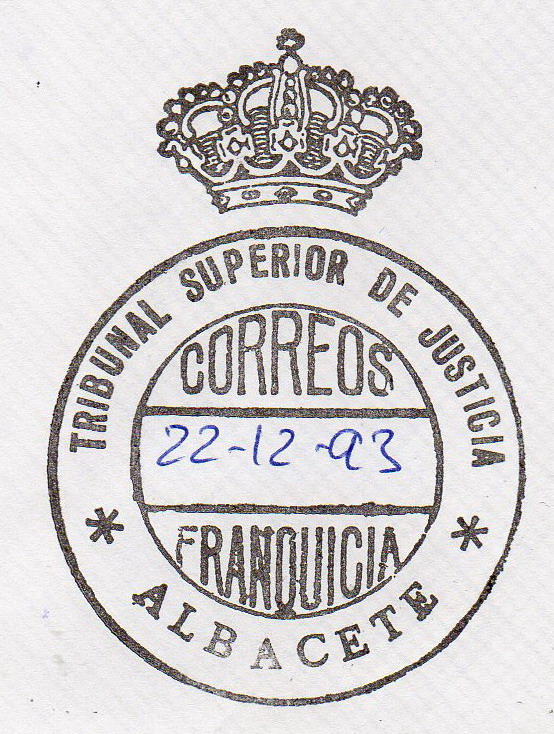 TRIBUNAL SUPERIOR DE JUSTICIA
CORREOS
22-12-93
FRANQUICIA
* ALBACETE *